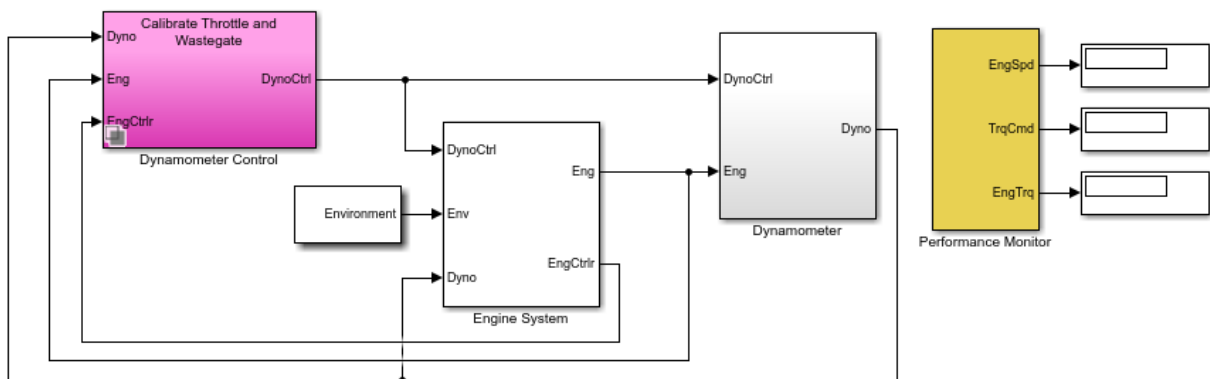 Calibrate Throttle and
Wastegate
Dyno
Eng
EngCtrlr
DynoCtrl
Dynamometer Control
Environment
DynoCtrl
Env
Dyno
Eng
EngCtrlr
Engine System
DynoCtrl
Eng
Dyno
Dynamometer
EngSpd
TrqCmd
EngTrq
Performance Monitor